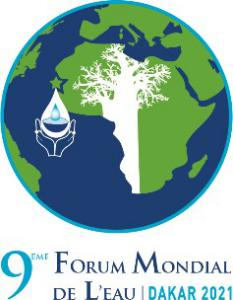 9ÈME FORUM MONDIAL
DE L'EAU | DAKAR 2021